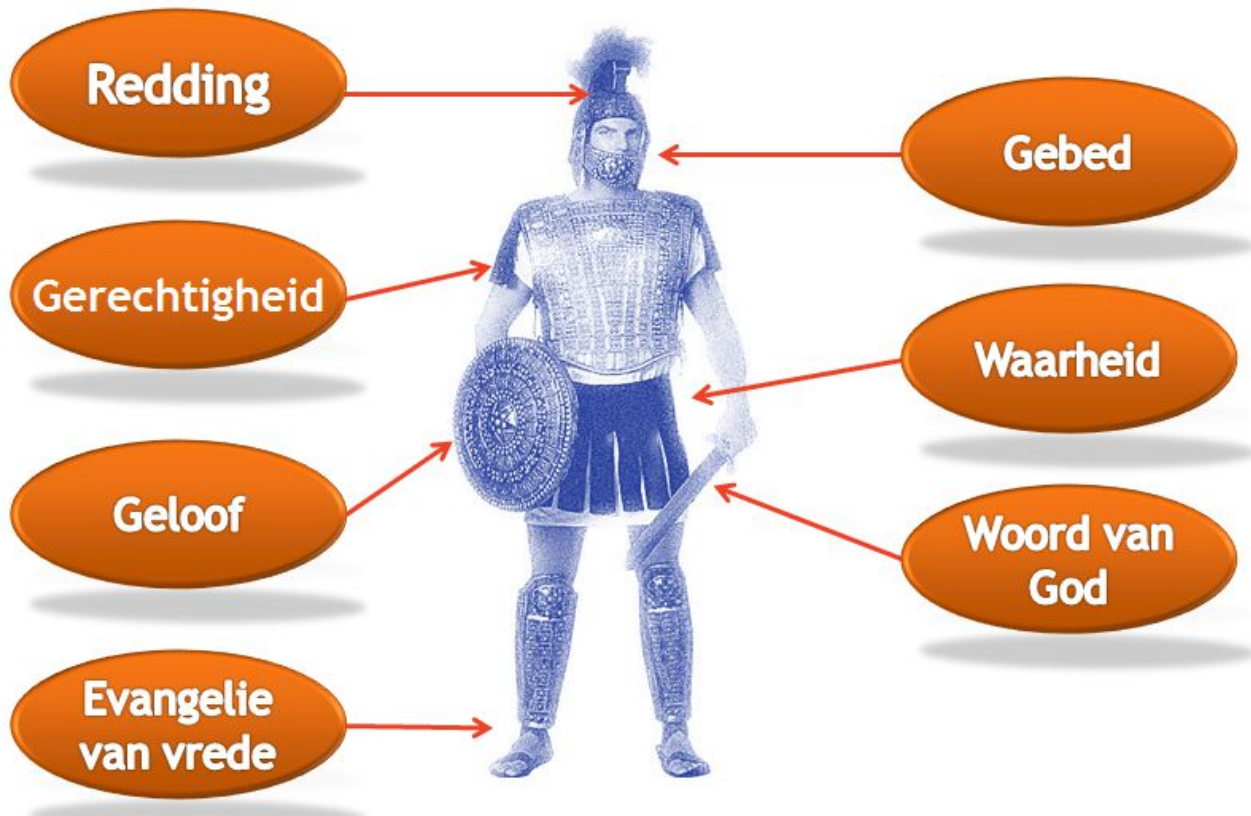 Redding
Gerechtigheid
Geloof
Evangelie
van vrede
Gebed
Waarheid
Woord van
God